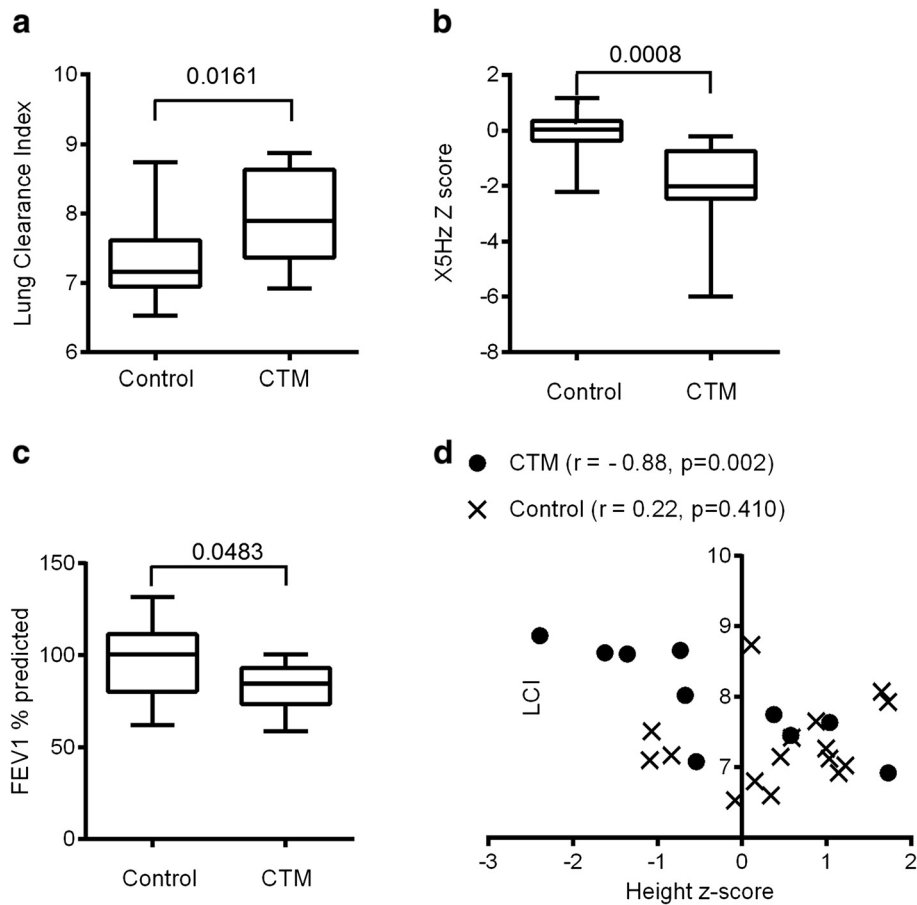 a
0.0161
10
9
8
7
6
Lung Clearance Index
Control
CTM
b
0.0008
2
0
-2
-4
-6
-8
X5Hz Z score
Control
CTM
c
0.0483
150
100
50
0
FEV1 % predicted
Control
CTM
d
CTM (r = - 0.88, p=0.002)
Control (r = 0.22, p=0.410)
10
9
8
7
LCI
-3
-2
-1
0
1
2
Height z-score